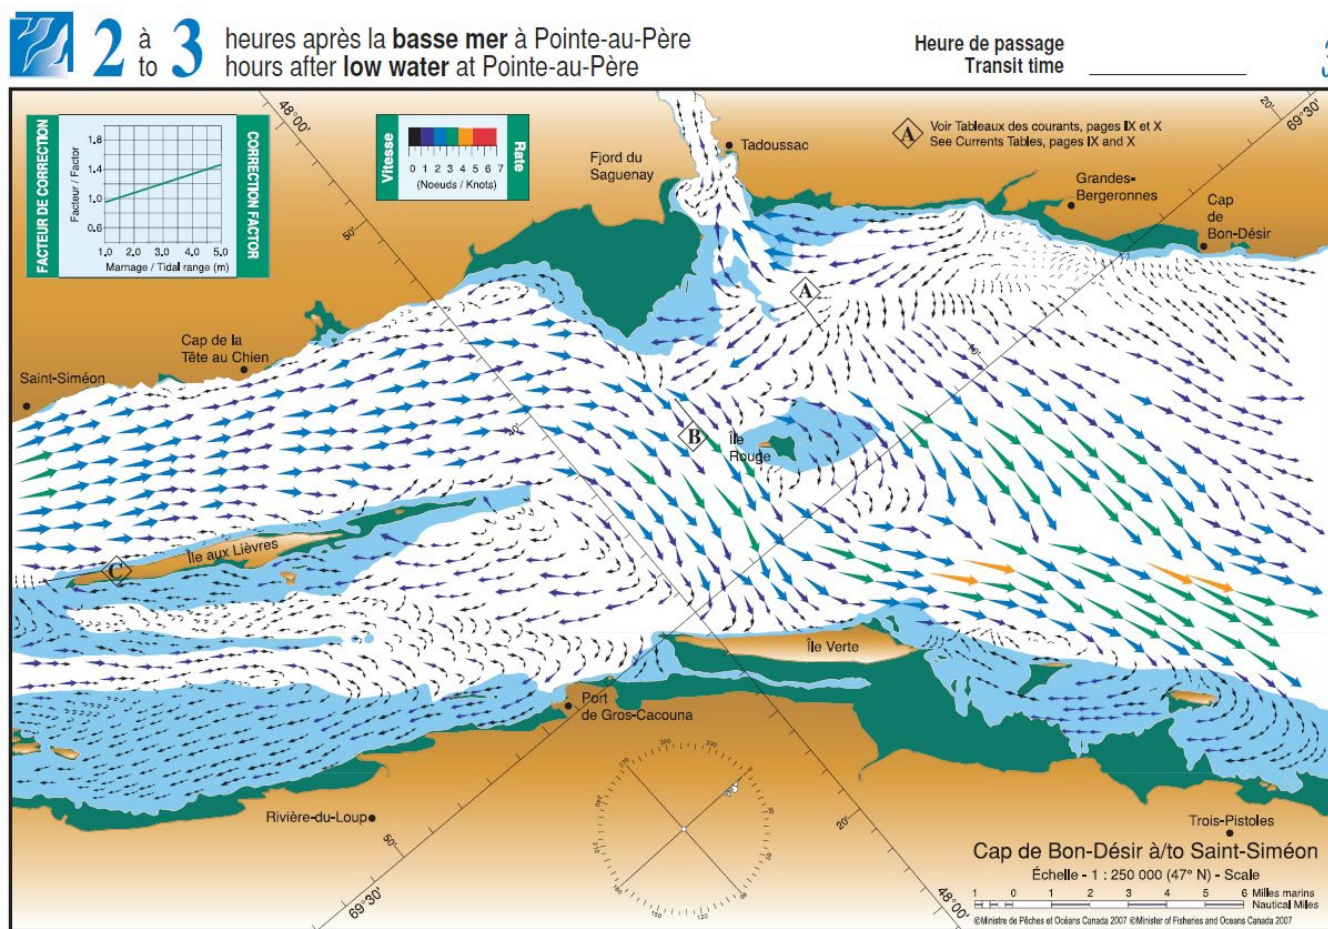 2 à 3 heures après la basse mer à Pointe-au-Père
to hours after low water at Pointe-au-Père
Heure de passage
Transit time
FACTEUR DE CORRECTION
Facteur / Factor
1.8
1.4
1.0
0.6
1,0 2,0 3,0 4,0 5,0
Marnage / Tidal range (m)
CORRECTION FACTOR
48°00'
Vitesse
0 1 2 3 4 5 6 7
(Noeuds / Knots)
Rate
Fjord du
Saguenay
Tadoussac
A
Voir Tableaux des courants, pages IX et X
See Currents Tables, pages IX and X
20'
69°30'
Grandes-
Bergeronnes
Cap
de
Bon-Désir
50'
A
Cap de la
Tête au Chien
Saint-Siméon
40'
40'
B
Île
Rouge
Île aux Lièvres
C
Île Verte
Port
de Gros-Cacouna
Rivière-du-Loup
50'
69°30'
20'
48°00'
Trois-Pistoles
Cap de Bon-Désir à/to Saint-Siméon
Échelle - 1 : 250 000 (47° N) - Scale
1 0 1 2 3 4 5 6 Milles marins
Nautical Miles
©Ministre de Pêches et Océans Canada 2007 ©Minister of Fisheries and Oceans Canada 2007